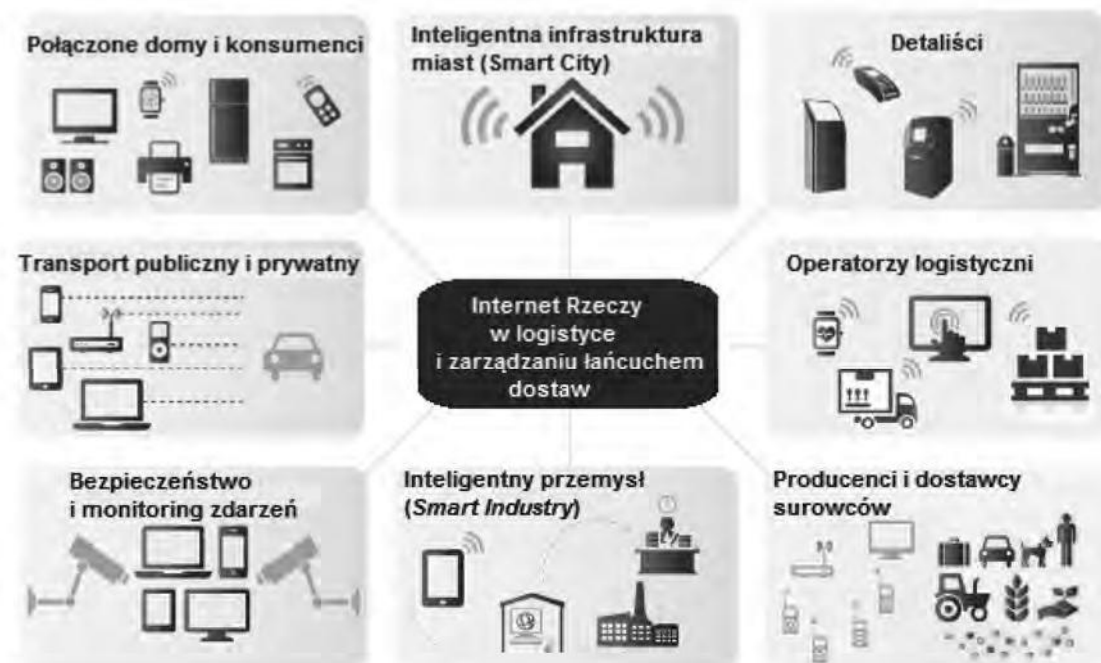 Połączone domy i konsumenci
Inteligentna infrastruktura
miast (Smart City)
Detaliści
Transport publiczny i prywatny
Internet Rzeczy
w logistyce
i zarządzaniu łańcuchem
dostaw
Operatorzy logistyczni
Bezpieczeństwo
i monitoring zdarzeń
Inteligentny przemysł
(Smart Industry)
Producenci i dostawcy
surowców